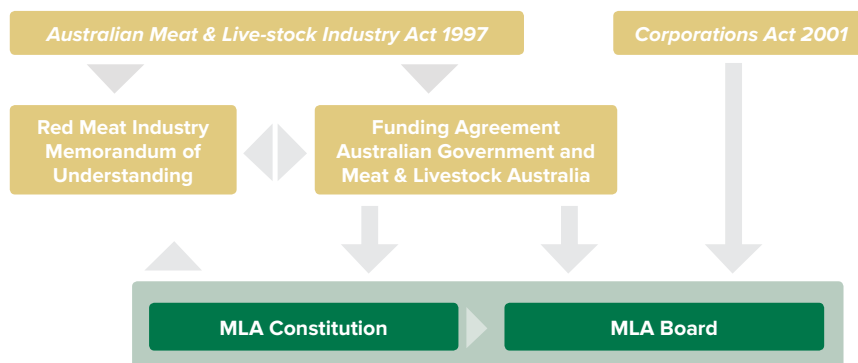 Australian Meat & Live-stock Industry Act 1997
Corporations Act 2001
Red Meat Industry
Memorandum of
Understanding
Funding Agreement
Australian Government and
Meat & Livestock Australia
MLA Constitution
MLA Board